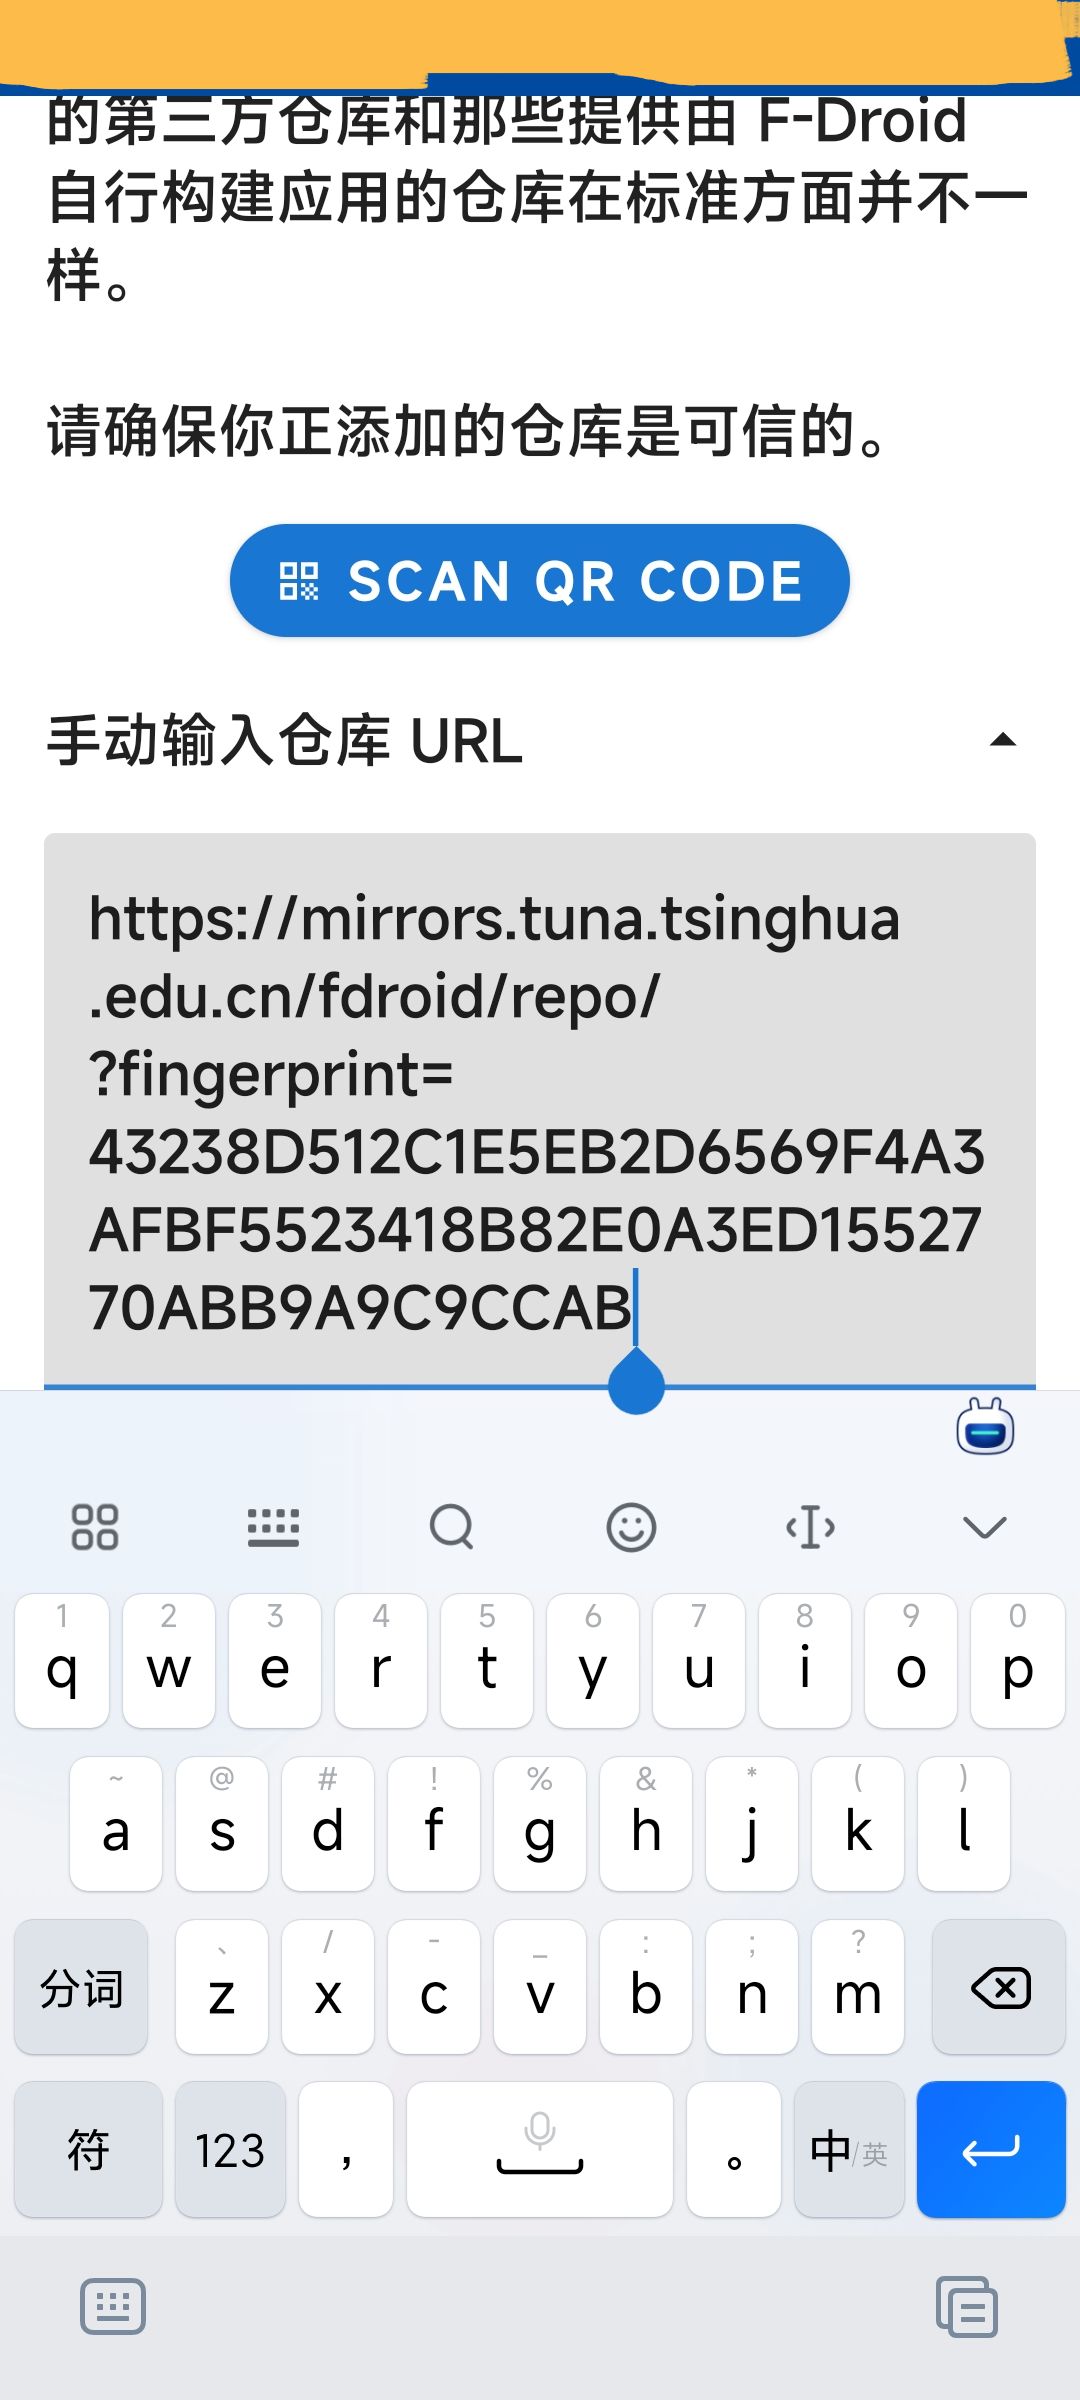 的第三方仓库和那些提供由 F-Droid
自行构建应用的仓库在标准方面并不一
样。
请确保你正添加的仓库是可信的。
SCAN QR CODE
手动输入仓库 URL
https://mirrors.tuna.tsinghua
.edu.cn/fdroid/repo/
?fingerprint=
43238D512C1E5EB2D6569F4A3
AFBF5523418B82E0A3ED15527
70ABB9A9C9CCAB
1 2 3 4 5 6 7 8 9 0
q w e r t y u i o p
~ @ # ! % & * ( )
a s d f g h j k l
、 / - _ : ; ?
分词 z x c v b n m
符 123 ， 。 中/英